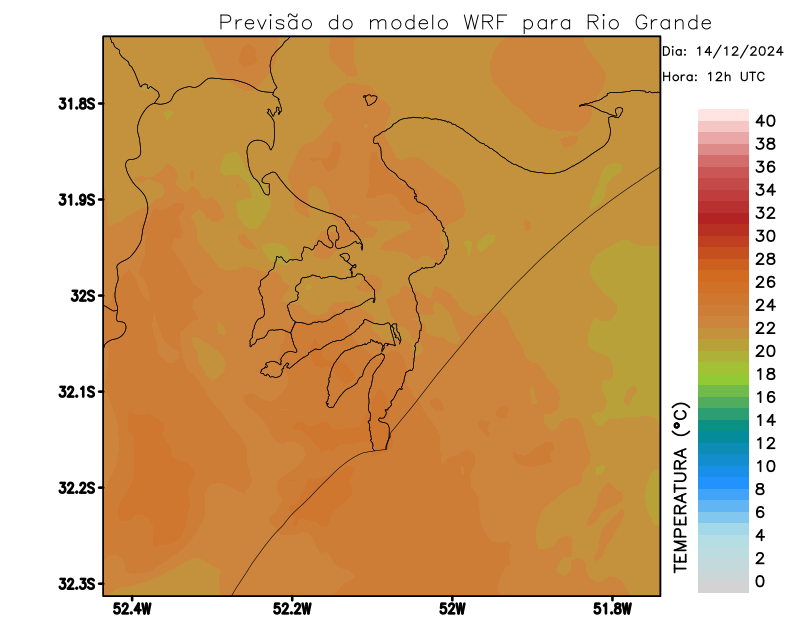 Previsão do modelo WRF para Rio Grande
Dia: 14/12/2024
Hora: 12h UTC
31.8S
31.9S
32S
32.1S
32.2S
32.3S
52.4W
52.2W
52W
51.8W
TEMPERATURA (°C)
40
38
36
34
32
30
28
26
24
22
20
18
16
14
12
10
8
6
4
2
0